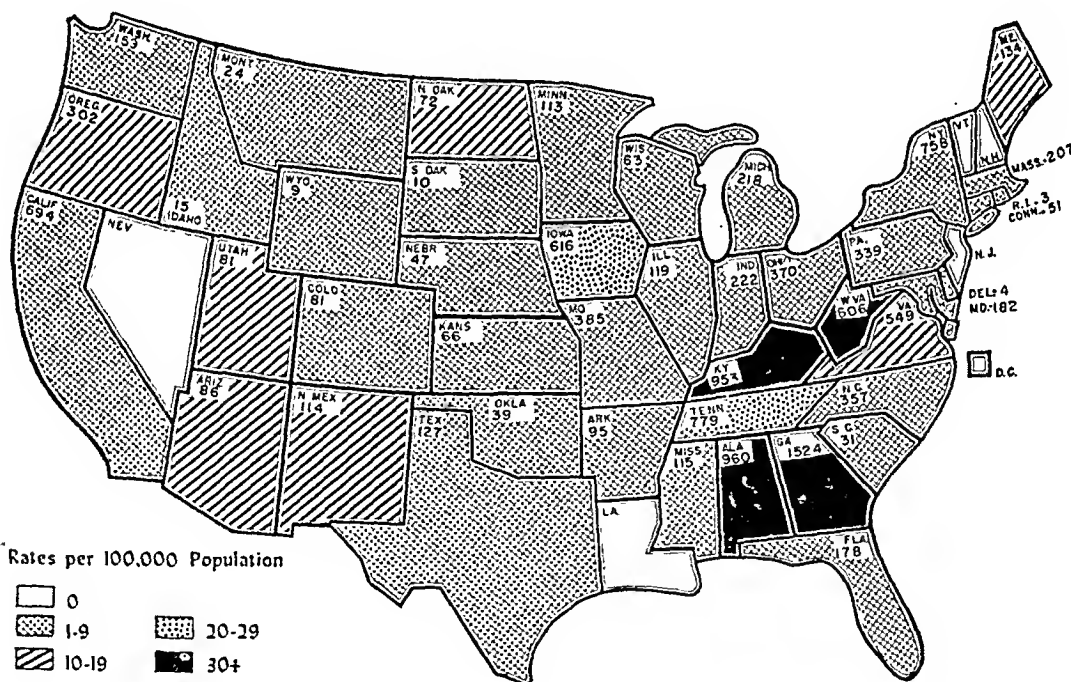 WASH.
153
MONT
24
N. DAK
72
MINN
113
ME.
134
OREG
302
WIS
63
N.Y.
758
VT.
N.H.
MASS.-207
15
IDAHO
WYO
9
S DAK
10
MICH
218
R.I.- 3
CONN.-51
CALIF
694
NEV
UTAH
81
NEBR
47
IOWA
616
ILL
119
IND
222
OHIO
370
PA.
339
N.J.
COLO
81
KANS
66
MO
385
W VA
606
VA.
549
DEL- 4
MD.-182
KY
953
D.C.
ARIZ
86
N MEX
114
TEX
127
OKLA
39
ARK
95
TENN
779
N.C.
357
S C
31
MISS
115
ALA
960
GA
1524
LA.
FLA
178
Rates per 100,000 Population
0
1-9
10-19
20-29
30+